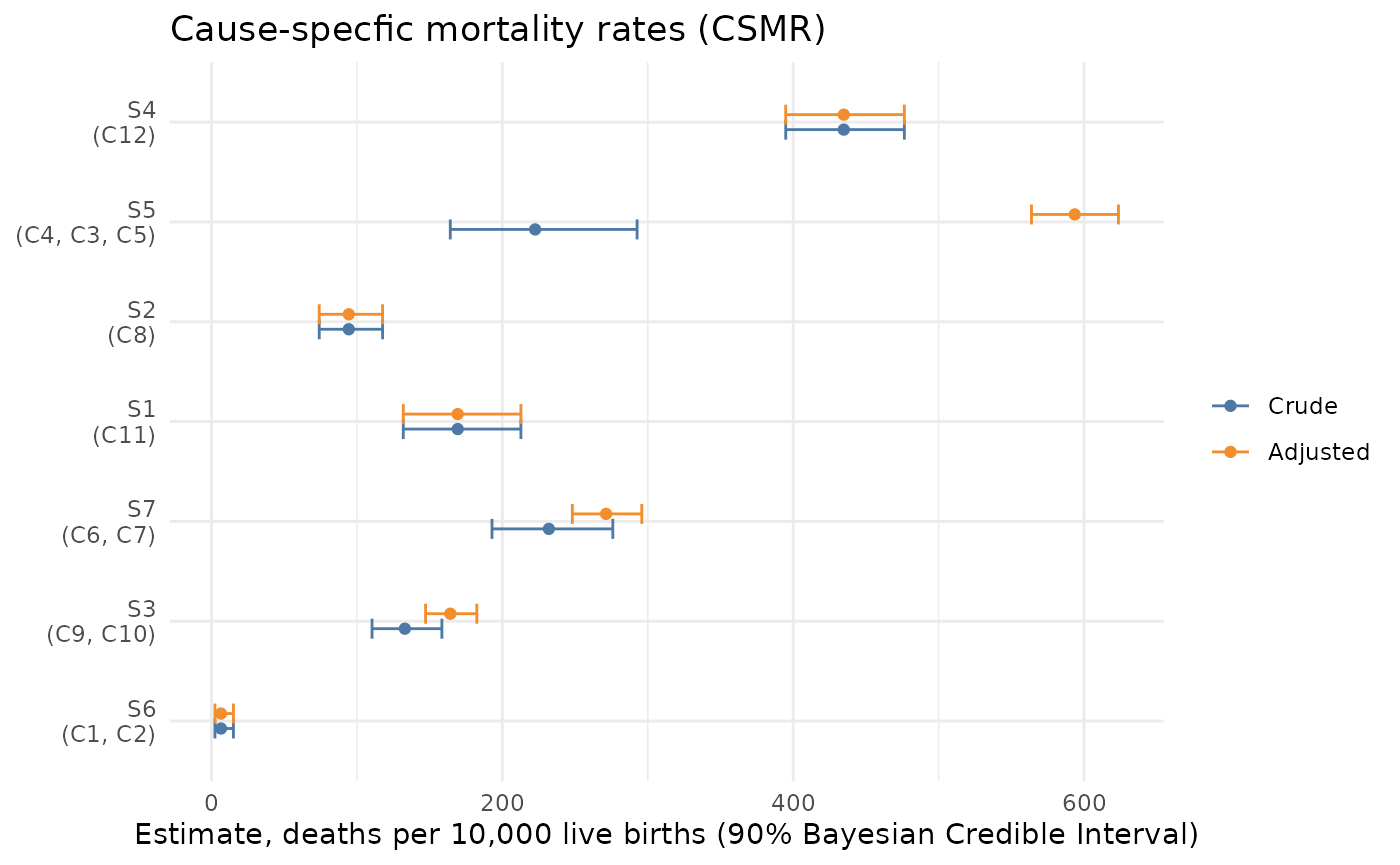 Cause-specfic mortality rates (CSMR)
S4
(C12)
S5
(C4, C3, C5)
S2
(C8)
S1
(C11)
S7
(C6, C7)
S3
(C9, C10)
S6
(C1, C2)
Crude
Adjusted
0 200 400 600
Estimate, deaths per 10,000 live births (90% Bayesian Credible Interval)